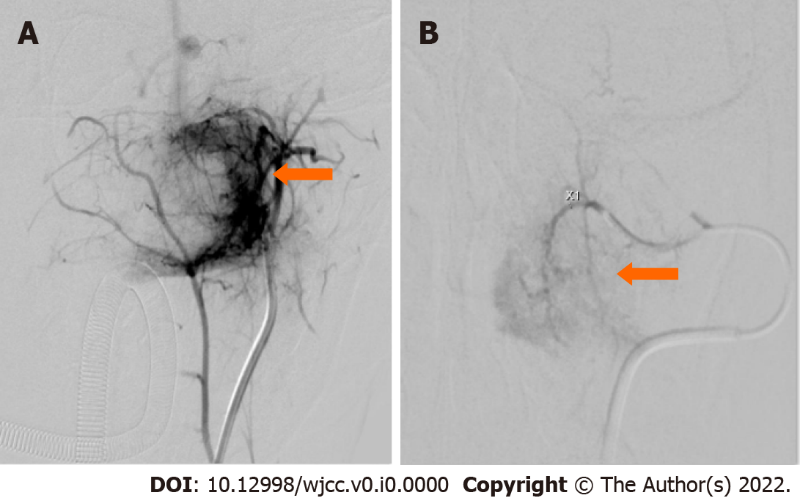 A
B
X1
DOI: 10.12998/wjcc.v0.i0.0000 Copyright © The Author(s) 2022.